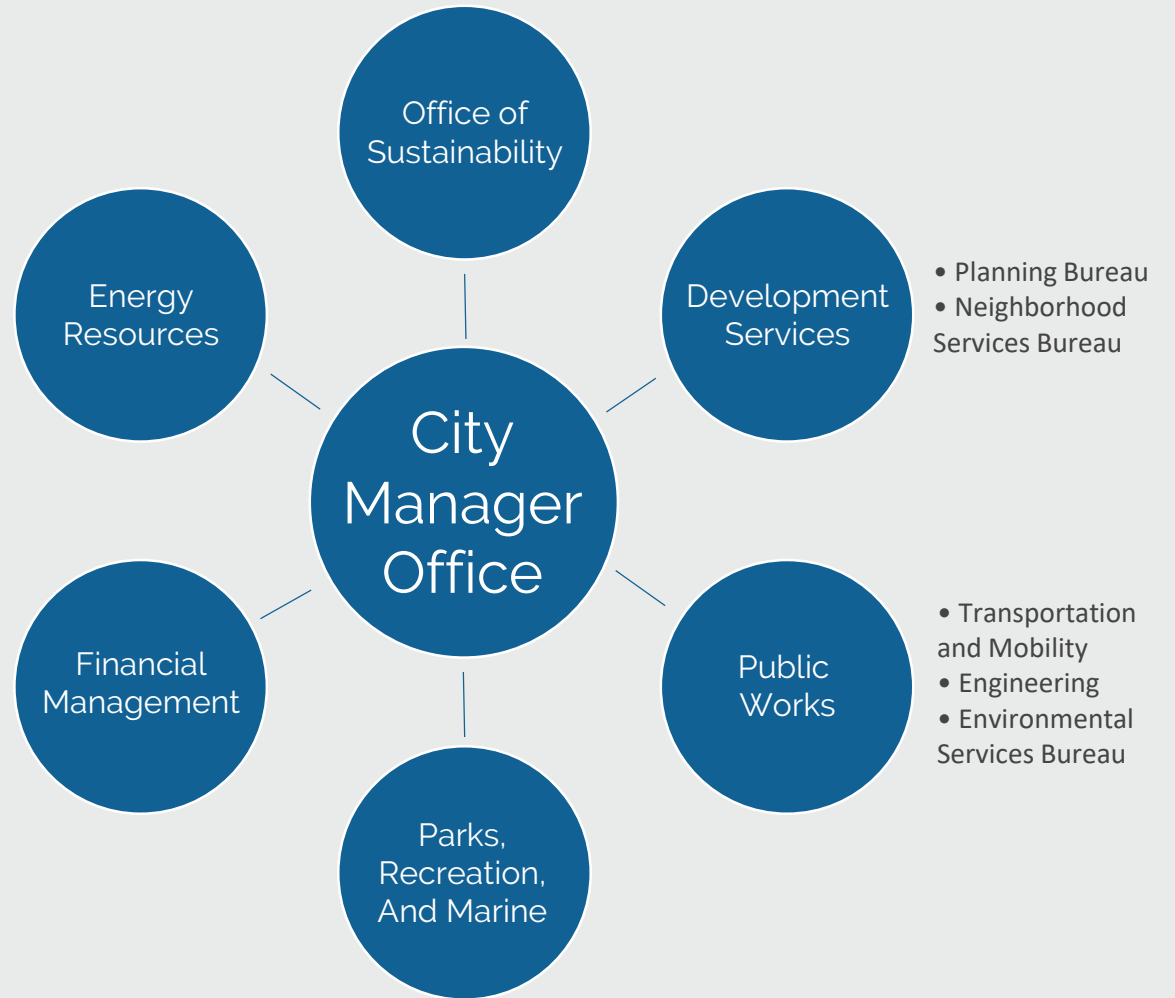 Office of
Sustainability
Energy
Resources
Development
Services
• Planning Bureau
• Neighborhood
Services Bureau
City
Manager
Office
Financial
Management
Public
Works
• Transportation
and Mobility
• Engineering
• Environmental
Services Bureau
Parks,
Recreation,
And Marine